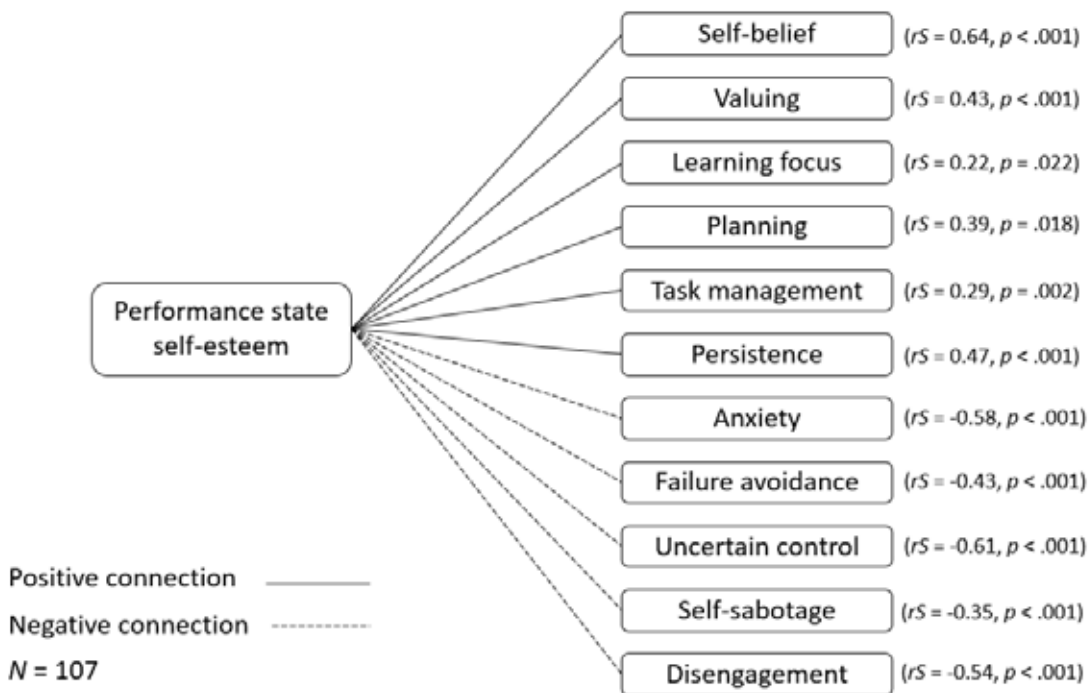 Self-belief (rS = 0.64, p < .001)
Valuing (rS = 0.43, p < .001)
Learning focus (rS = 0.22, p = .022)
Planning (rS = 0.39, p = .018)
Performance state
self-esteem
Task management (rS = 0.29, p = .002)
Persistence (rS = 0.47, p < .001)
Anxiety (rS = -0.58, p < .001)
Failure avoidance (rS = -0.43, p < .001)
Uncertain control (rS = -0.61, p < .001)
Self-sabotage (rS = -0.35, p < .001)
Disengagement (rS = -0.54, p < .001)
Positive connection
Negative connection
N = 107